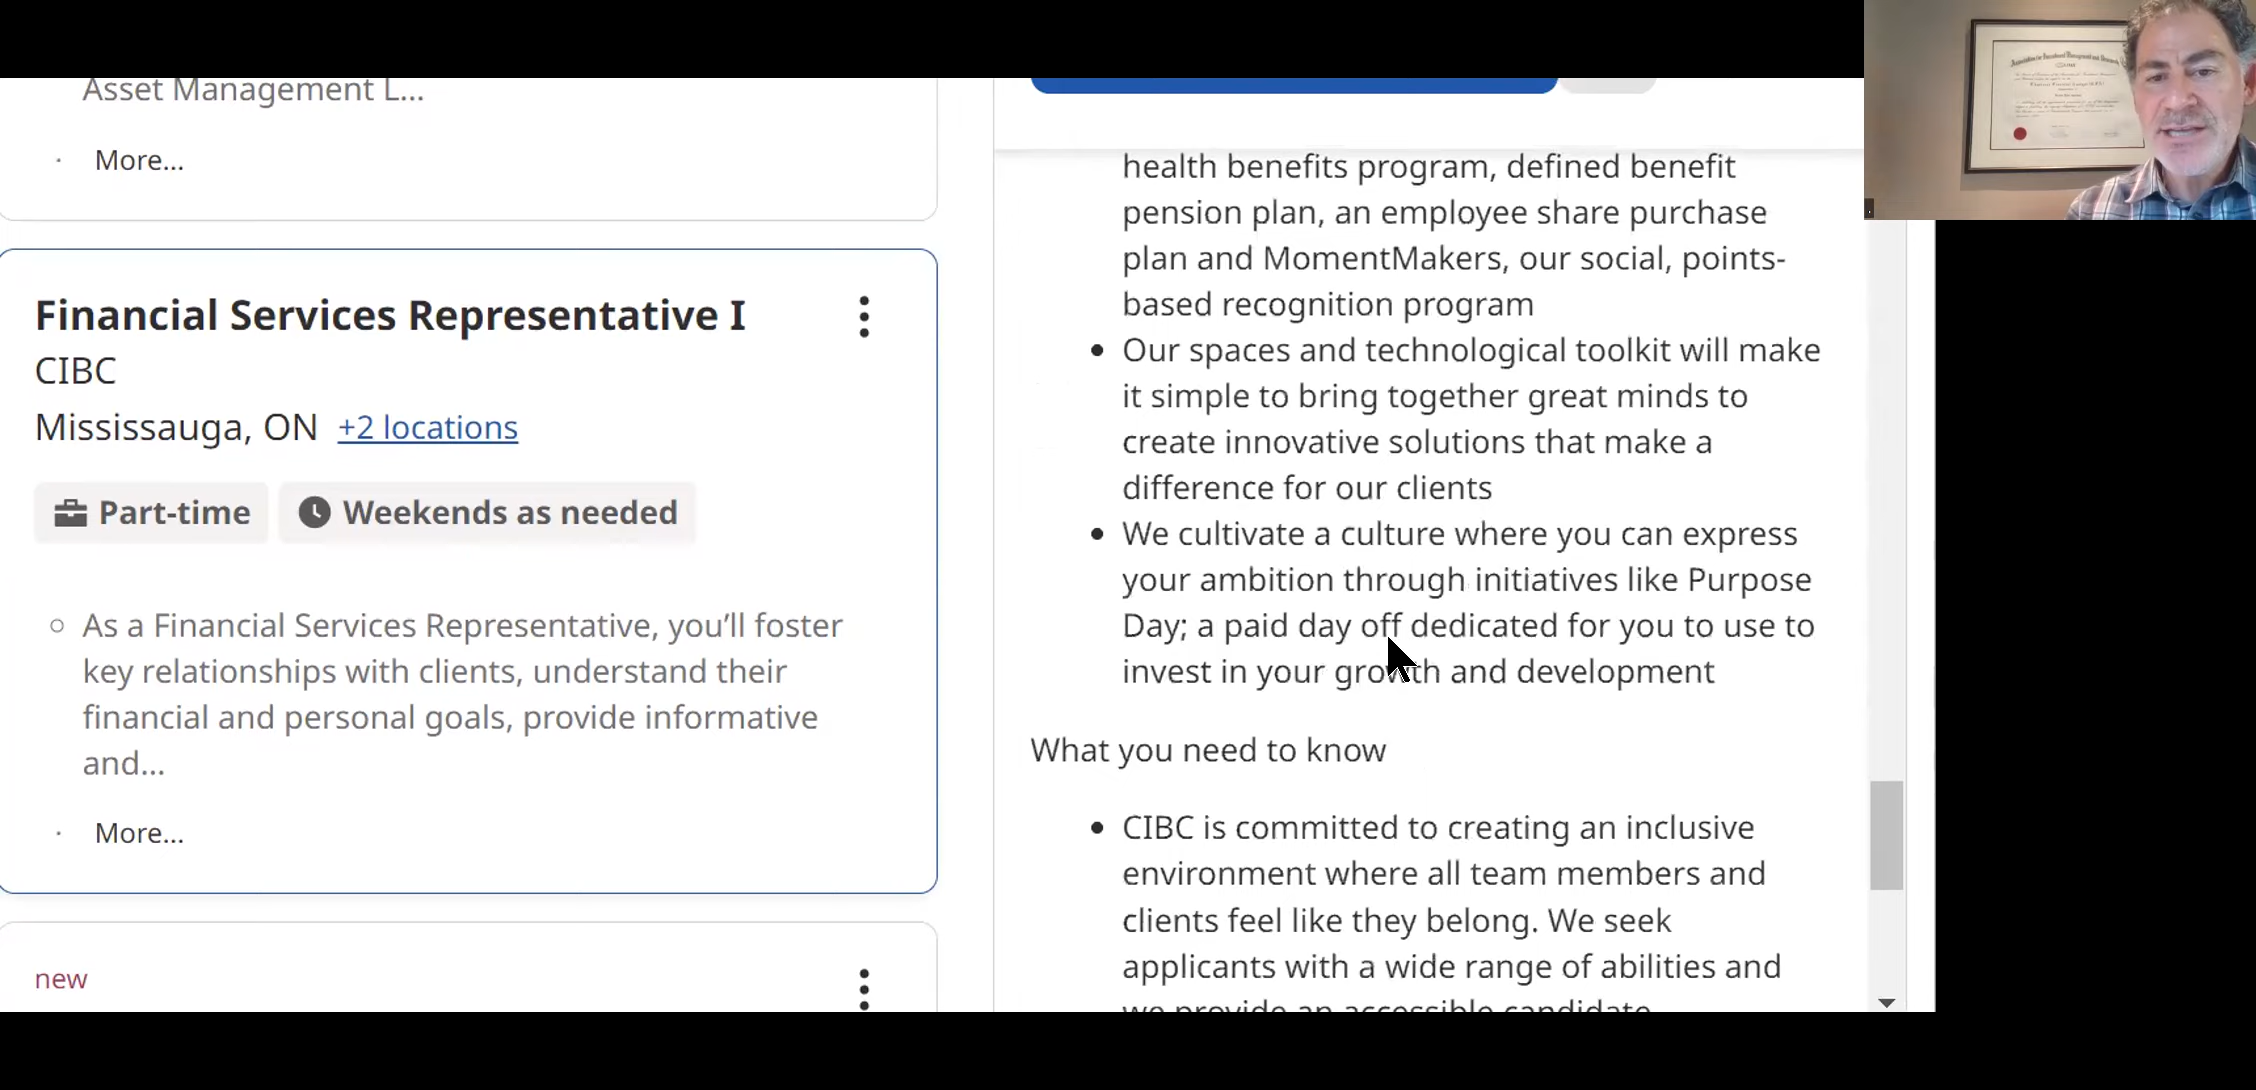 Asset Management L...
More...
Financial Services Representative I
CIBC
Mississauga, ON +2 locations
Part-time Weekends as needed
As a Financial Services Representative, you’ll foster
key relationships with clients, understand their
financial and personal goals, provide informative
and...
More...
new
health benefits program, defined benefit
pension plan, an employee share purchase
plan and MomentMakers, our social, points-
based recognition program
Our spaces and technological toolkit will make
it simple to bring together great minds to
create innovative solutions that make a
difference for our clients
We cultivate a culture where you can express
your ambition through initiatives like Purpose
Day; a paid day off dedicated for you to use to
invest in your growth and development
What you need to know
CIBC is committed to creating an inclusive
environment where all team members and
clients feel like they belong. We seek
applicants with a wide range of abilities and
we provide an accessible candidate